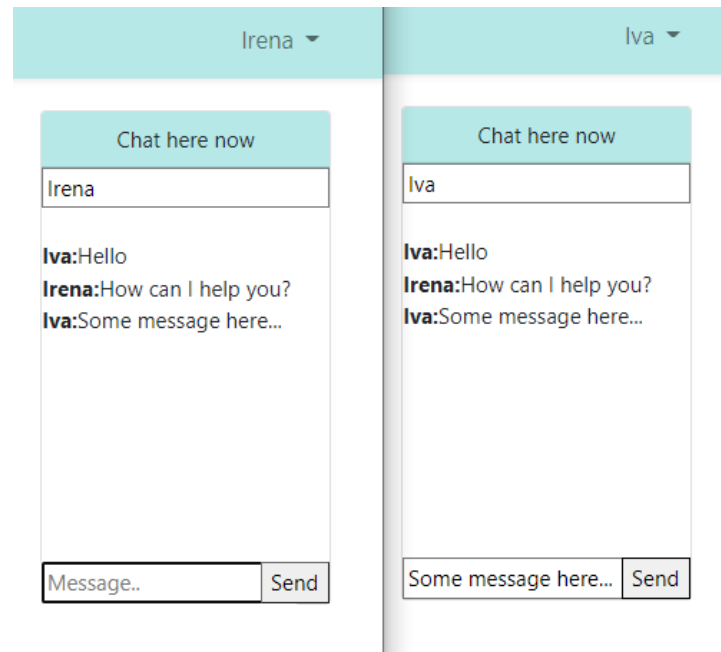 Irena
Chat here now
Irena
Iva:Hello
Irena:How can I help you?
Iva:Some message here...
Message..
Send
Iva
Chat here now
Iva
Iva:Hello
Irena:How can I help you?
Iva:Some message here...
Some message here...
Send